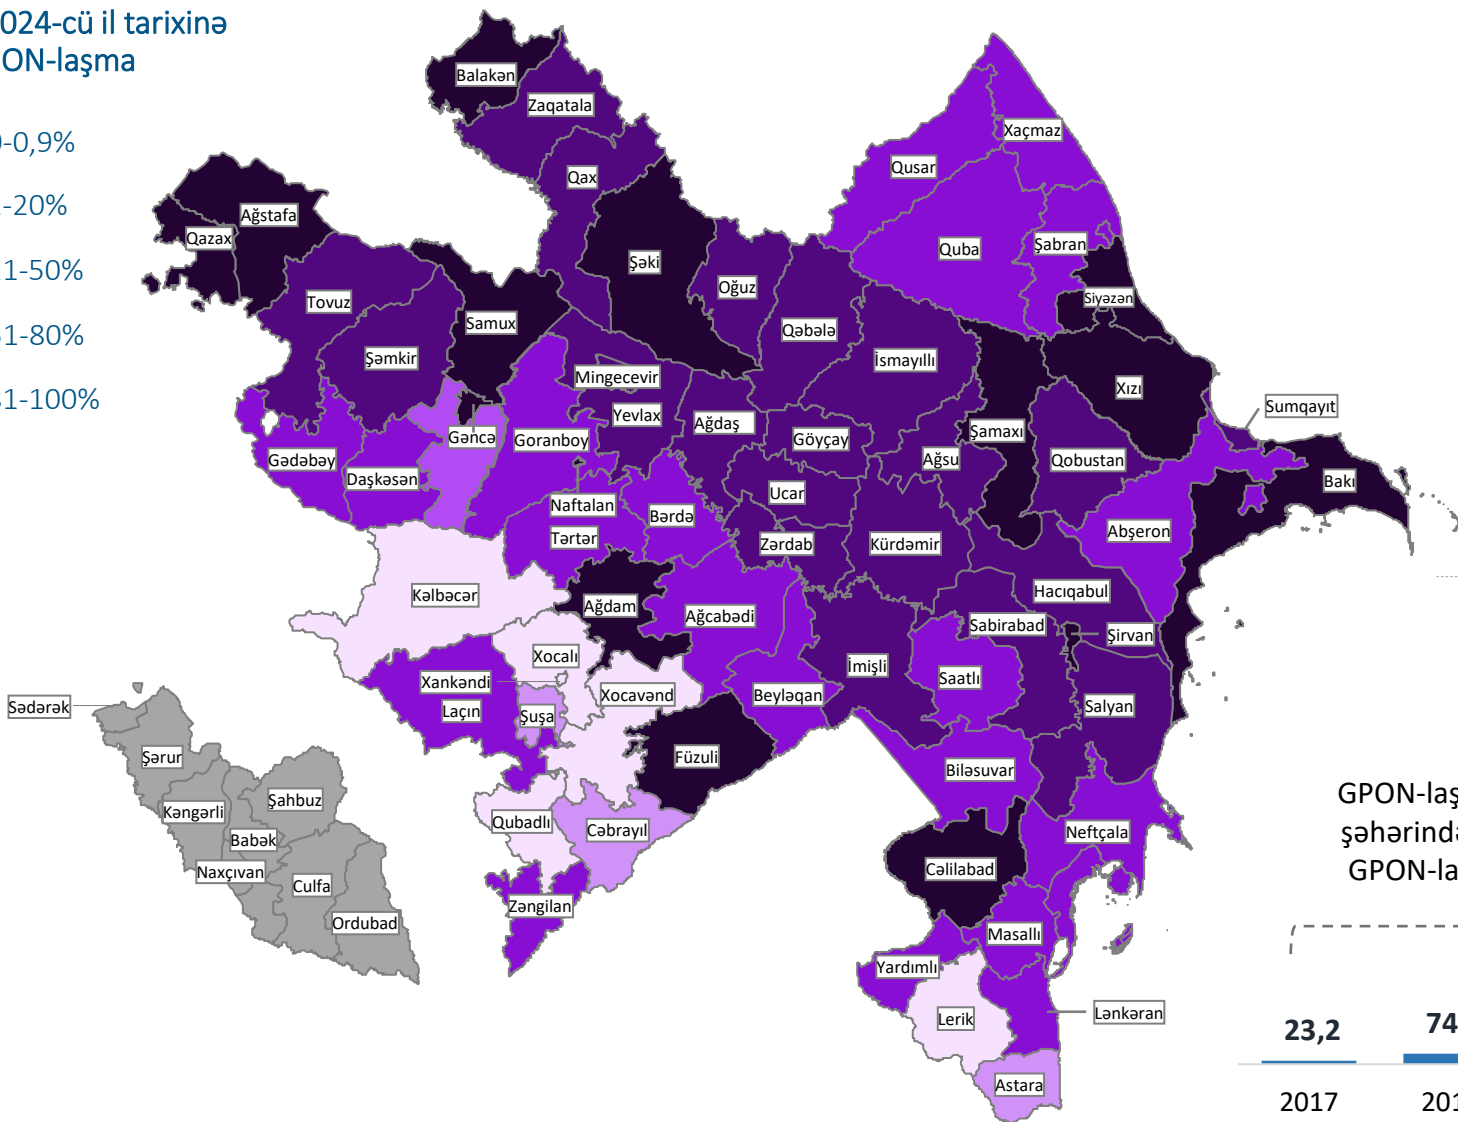 024-cü il tarixinə
ON-laşma
-0,9%
-20%
1-50%
1-80%
1-100%
Balakən
Zaqatala
Qax
Xaçmaz
Qusar
Ağstafa
Qazax
Quba
Şabran
Şəki
Oğuz
Siyəzən
Tovuz
Samux
Qəbələ
Şəmkir
İsmayıllı
Mingecevir
Xızı
Sumqayıt
Yevlax
Ağdaş
Göyçay
Şamaxı
Gəncə
Goranboy
Gədəbəy
Ağsu
Qobustan
Daşkəsən
Bakı
Ucar
Naftalan
Bərdə
Abşeron
Tərtər
Zərdab
Kürdəmir
Kəlbəcər
Hacıqabul
Ağdam
Ağcabədi
Sabirabad
Şirvan
Xocalı
İmişli
Xankəndi
Saatlı
Xocavənd
Beyləqan
Sədərək
Laçın
Şuşa
Salyan
Şərur
Füzuli
Biləsuvar
Şahbuz
Kəngərli
Qubadlı
Cəbrayıl
Neftçala
Babək
Naxçıvan
Cəlilabad
Culfa
Zəngilan
Ordubad
Masallı
Yardımlı
Lerik
Lənkəran
Astara
GPON-laş
şəhərində
GPON-la
23,2
74
2017
201